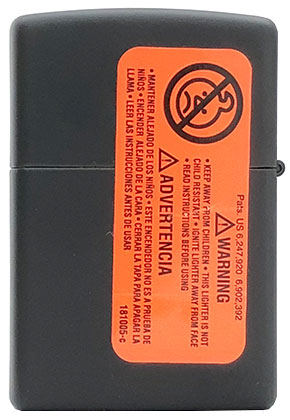 Pats. US 6,247,920 6,902,392
⚠WARNING
• KEEP AWAY FROM CHILDREN • THIS LIGHTER IS NOT
CHILD RESISTANT • IGNITE LIGHTER AWAY FROM FACE
• READ INSTRUCTIONS BEFORE USING
⚠ADVERTENCIA
• MANTENER ALEJADO DE LOS NIÑOS • ESTE ENCENDEDOR NO ES A PRUEBA DE
NIÑOS • ENCENDER ALEJADO DE LA CARA • CERRAR LA TAPA PARA APAGAR LA
LLAMA • LEER LAS INSTRUCCIONES ANTES DE USAR
181005-c